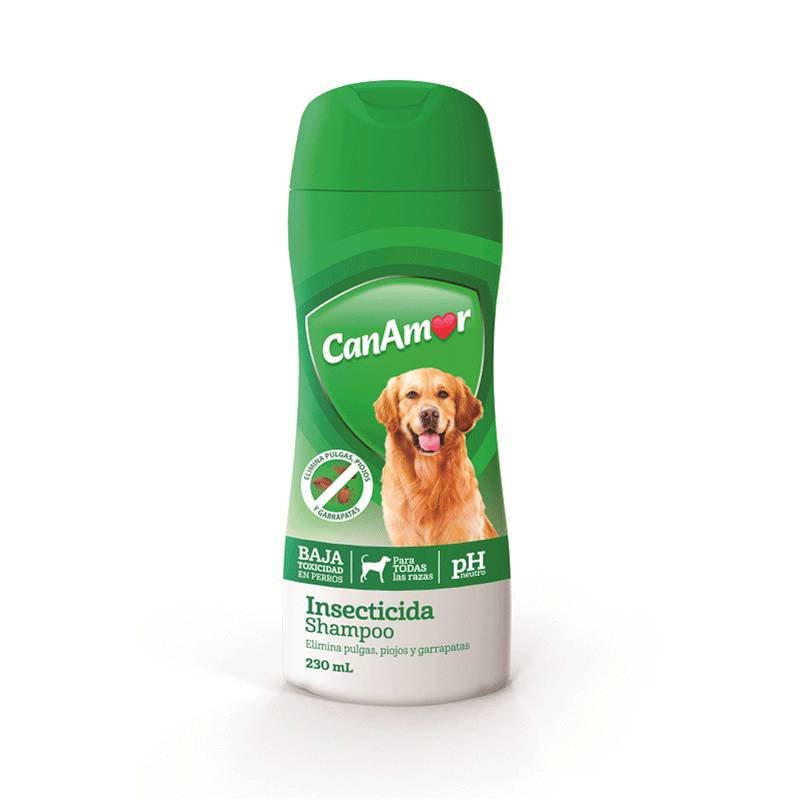 CanAmor
ELIMINA PULGAS, PIOJOS
Y GARRAPATAS
BAJA
TOXICIDAD
EN PERROS
Para
TODAS
las razas
pH
neutro
Insecticida
Shampoo
Elimina pulgas, piojos y garrapatas
230 mL